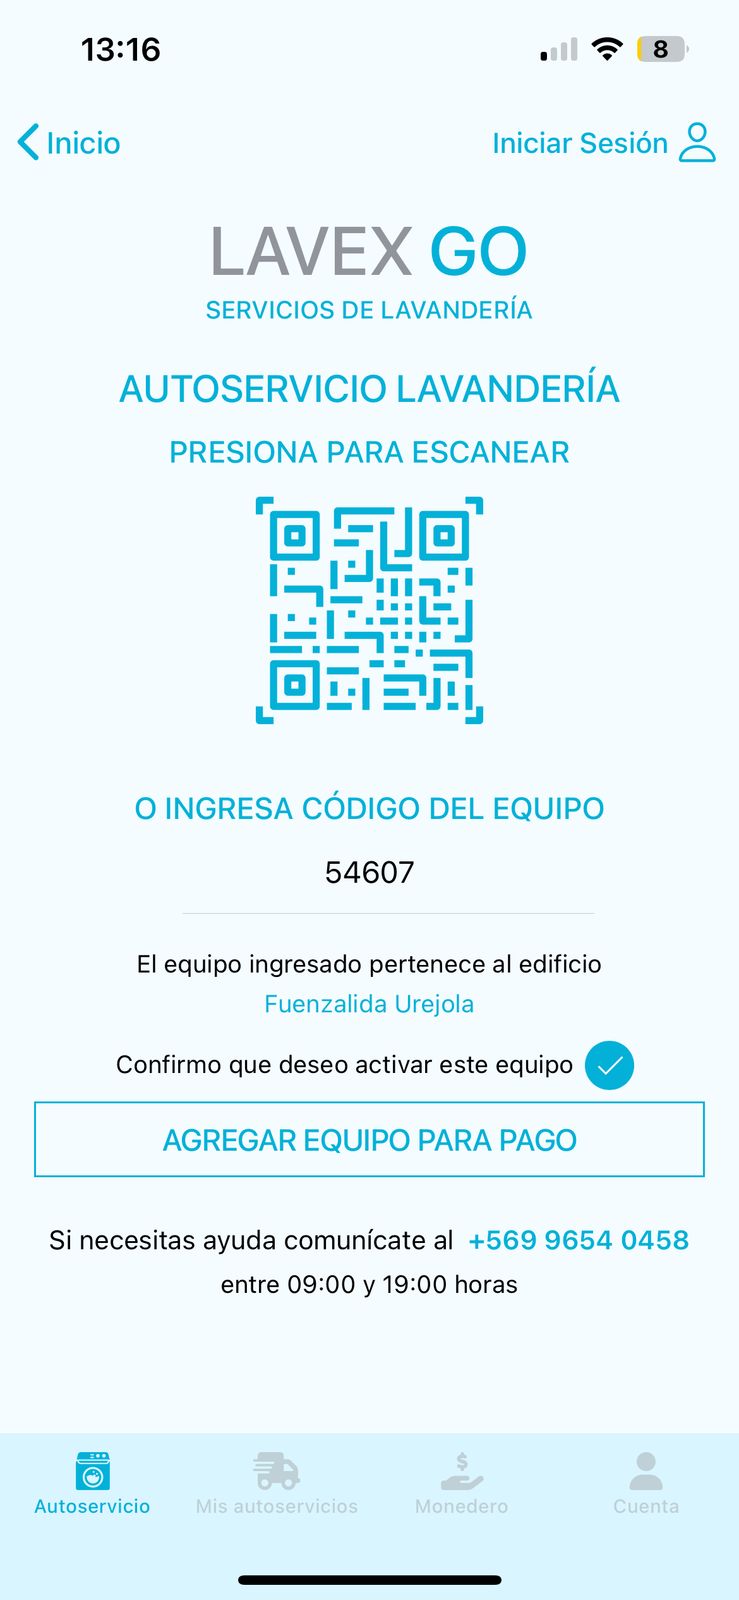 13:16
8
Inicio
Iniciar Sesión
LAVEX GO
SERVICIOS DE LAVANDERÍA
AUTOSERVICIO LAVANDERÍA
PRESIONA PARA ESCANEAR
O INGRESA CÓDIGO DEL EQUIPO
54607
El equipo ingresado pertenece al edificio
Fuenzalida Urejola
Confirmo que deseo activar este equipo
AGREGAR EQUIPO PARA PAGO
Si necesitas ayuda comunícate al +569 9654 0458
entre 09:00 y 19:00 horas
Autoservicio
Mis autoservicios
Monedero
Cuenta